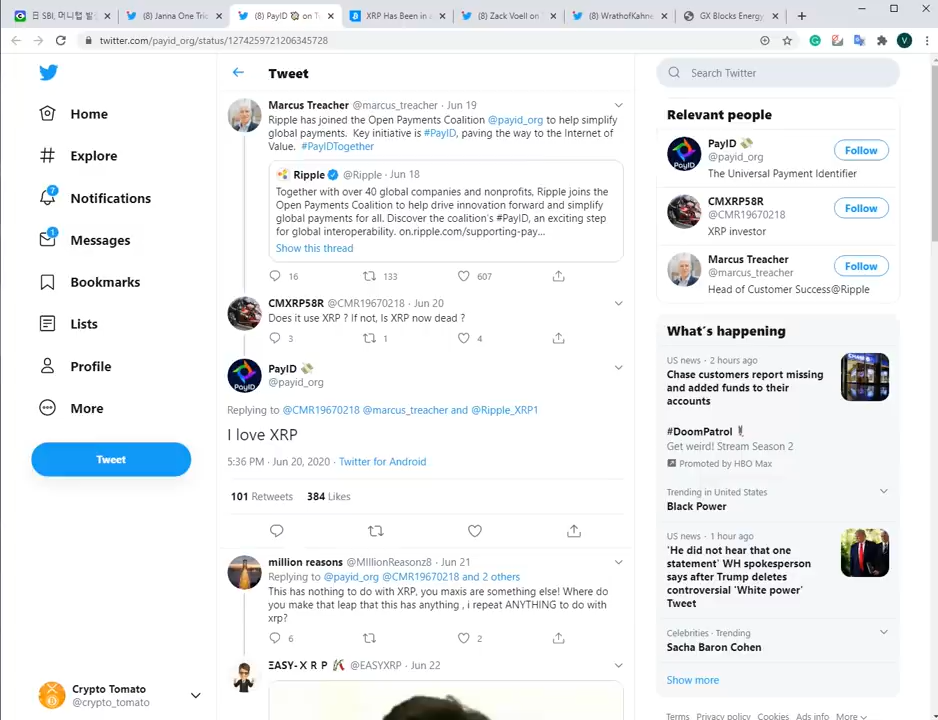 日 SBI, 머니탭 발
(8) Janna One Tric
(8) PayID on T
XRP Has Been in a
(8) Zack Voell on T
(8) WrathofKahne
GX Blocks Energy
twitter.com/payid_org/status/1274259721206345728
V
Home
Explore
7
Notifications
1
Messages
Bookmarks
Lists
Profile
More
Tweet
Crypto Tomato
@crypto_tomato
Tweet
Marcus Treacher @marcus_treacher · Jun 19
Ripple has joined the Open Payments Coalition @payid_org to help simplify
global payments. Key initiative is #PayID, paving the way to the Internet of
Value. #PayIDTogether
Ripple @Ripple · Jun 18
Together with over 40 global companies and nonprofits, Ripple joins the
Open Payments Coalition to help drive innovation forward and simplify
global payments for all. Discover the coalition's #PayID, an exciting step
for global interoperability. on.ripple.com/supporting-pay...
Show this thread
16 133 607
CMXRP58R @CMR19670218 · Jun 20
Does it use XRP ? If not, Is XRP now dead ?
3 1 4
PayID
PayID
@payid_org
Replying to @CMR19670218 @marcus_treacher and @Ripple_XRP1
I love XRP
5:36 PM · Jun 20, 2020 · Twitter for Android
101 Retweets 384 Likes
million reasons @MIllionReasonz8 · Jun 21
Replying to @payid_org @CMR19670218 and 2 others
This has nothing to do with XRP, you maxis are something else! Where do
you make that leap that this has anything , i repeat ANYTHING to do with
xrp?
6 2
ΞASY- X R P @EASYXRP · Jun 22
Search Twitter
Relevant people
PayID
PayID
@payid_org
Follow
The Universal Payment Identifier
CMXRP58R
@CMR19670218
Follow
XRP investor
Marcus Treacher
@marcus_treacher
Follow
Head of Customer Success@Ripple
What's happening
US news · 2 hours ago
Chase customers report missing
and added funds to their
accounts
#DoomPatrol
Get weird! Stream Season 2
Promoted by HBO Max
Trending in United States
Black Power
US news · 1 hour ago
'He did not hear that one
statement' WH spokesperson
says after Trump deletes
controversial 'White power'
Tweet
Celebrities · Trending
Sacha Baron Cohen
Show more
Terms Privacy policy Cookies Ads info More